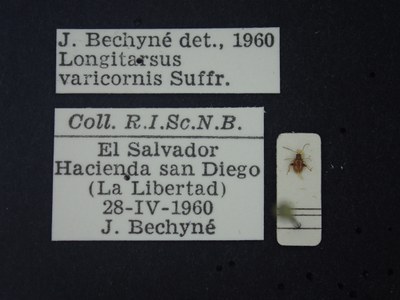 J. Bechyné det., 1960
Longitarsus
varicornis Suffr.
Coll. R.I.Sc.N.B.
El Salvador
Hacienda san Diego
(La Libertad)
28-IV-1960
J. Bechyné